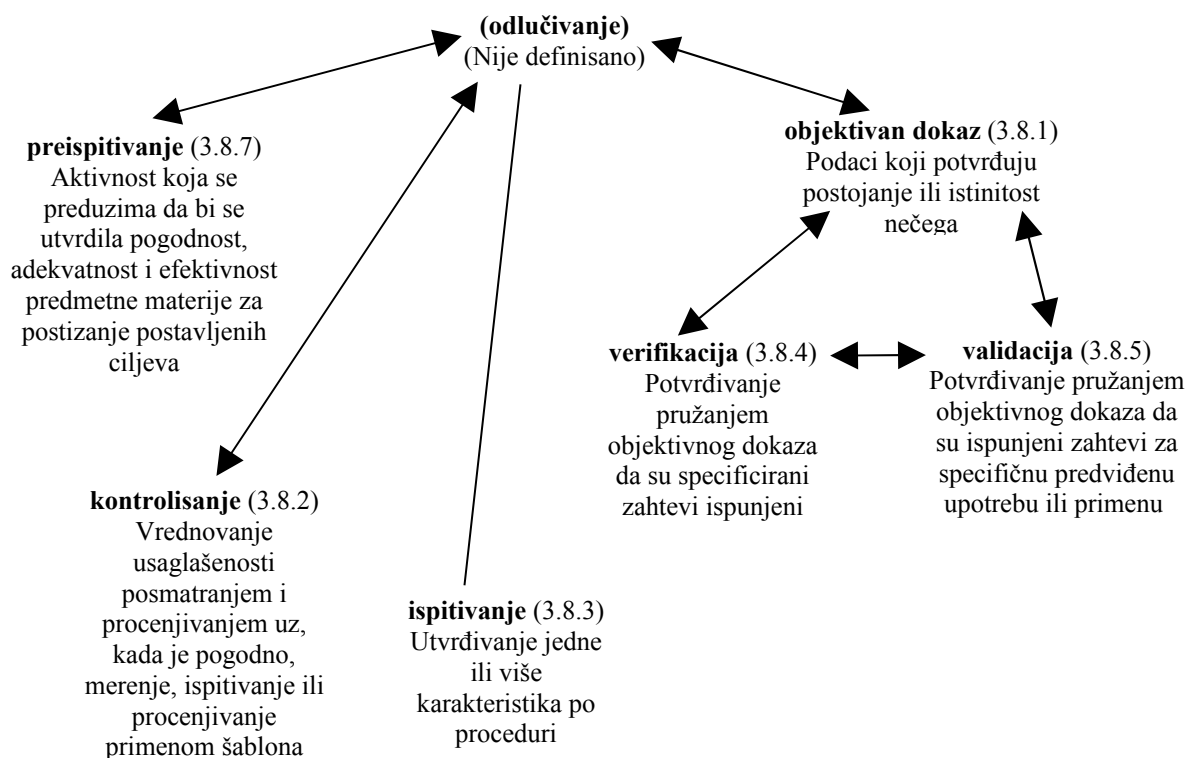 (odlučivanje)
(Nije definisano)
preispitivanje (3.8.7)
Aktivnost koja se
preduzima da bi se
utvrdila pogodnost,
adekvatnost i efektivnost
predmetne materije za
postizanje postavljenih
ciljeva
objektivan dokaz (3.8.1)
Podaci koji potvrđuju
postojanje ili istinitost
nečega
verifikacija (3.8.4)
Potvrđivanje
pružanjem
objektivnog dokaza
da su specificirani
zahtevi ispunjeni
validacija (3.8.5)
Potvrđivanje pružanjem
objektivnog dokaza da
su ispunjeni zahtevi za
specifičnu predviđenu
upotrebu ili primenu
kontrolisanje (3.8.2)
Vrednovanje
usaglašenosti
posmatranjem i
procenjivanjem uz,
kada je pogodno,
merenje, ispitivanje ili
procenjivanje
primenom šablona
ispitivanje (3.8.3)
Utvrđivanje jedne
ili više
karakteristika po
proceduri